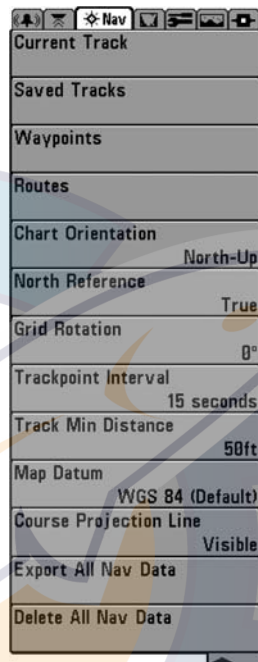 Nav
Current Track
Saved Tracks
Waypoints
Routes
Chart Orientation
North-Up
North Reference
True
Grid Rotation
0°
Trackpoint Interval
15 seconds
Track Min Distance
50ft
Map Datum
WGS 84 (Default)
Course Projection Line
Visible
Export All Nav Data
Delete All Nav Data